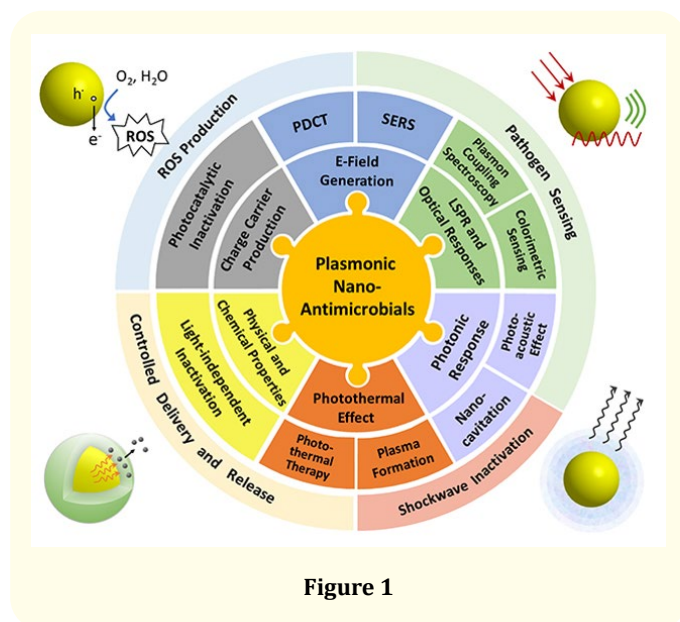 O₂, H₂O
h·
e⁻
ROS
ROS Production
Pathogen Sensing
Shockwave Inactivation
Controlled Delivery and Release
PDCT
SERS
E-Field
Generation
Plasmon
Coupling
Spectroscopy
Colorimetric
Sensing
LSPR and
Optical Responses
Photo-
acoustic
Effect
Nano-
cavitation
Photonic
Response
Plasma
Formation
Photo-
thermal
Therapy
Photothermal
Effect
Light-independent
Inactivation
Physical and
Chemical Properties
Photocatalytic
Inactivation
Charge Carrier
Production
Plasmonic
Nano-
Antimicrobials
Figure 1